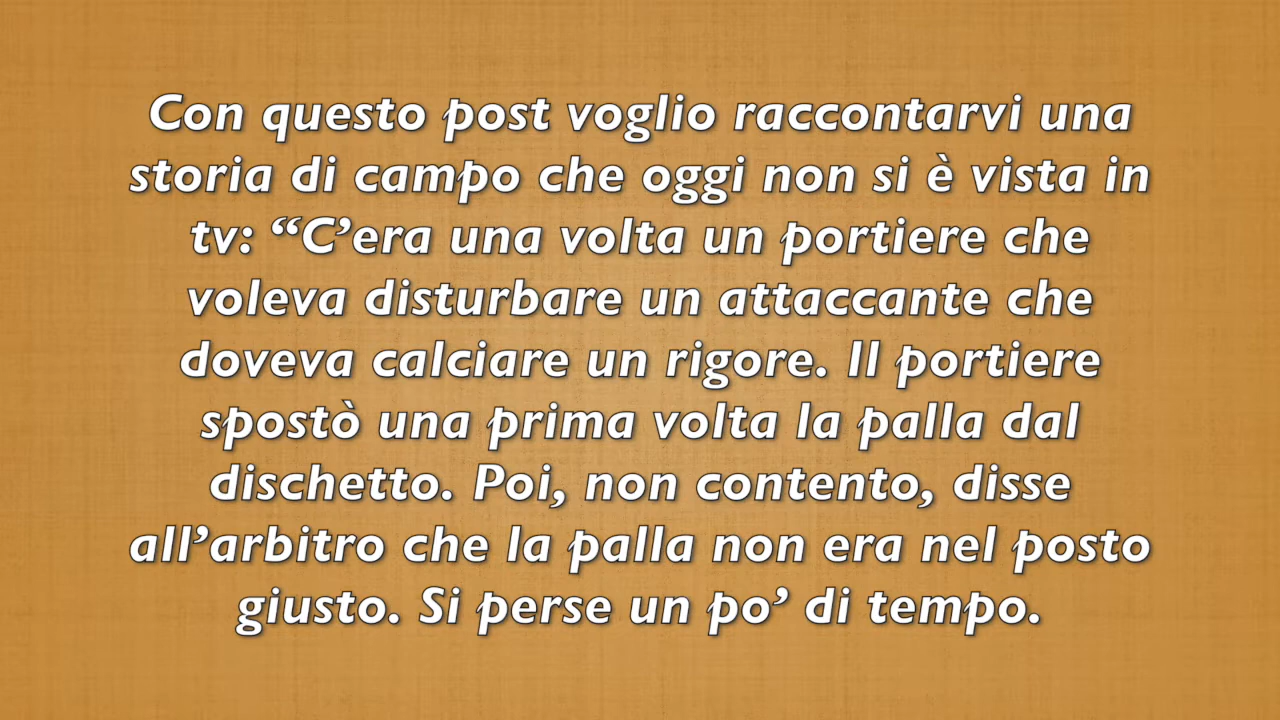 Con questo post voglio raccontarvi una
storia di campo che oggi non si è vista in
tv: “C’era una volta un portiere che
voleva disturbare un attaccante che
doveva calciare un rigore. Il portiere
spostò una prima volta la palla dal
dischetto. Poi, non contento, disse
all’arbitro che la palla non era nel posto
giusto. Si perse un po’ di tempo.